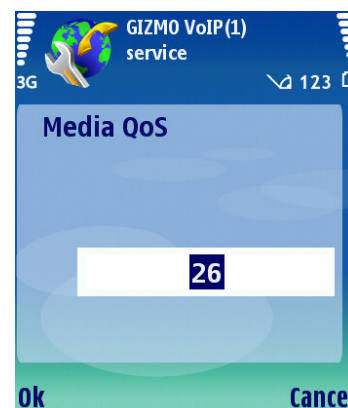 GIZMO VoIP(1)
service
3G
123
Media QoS
26
Ok
Cance